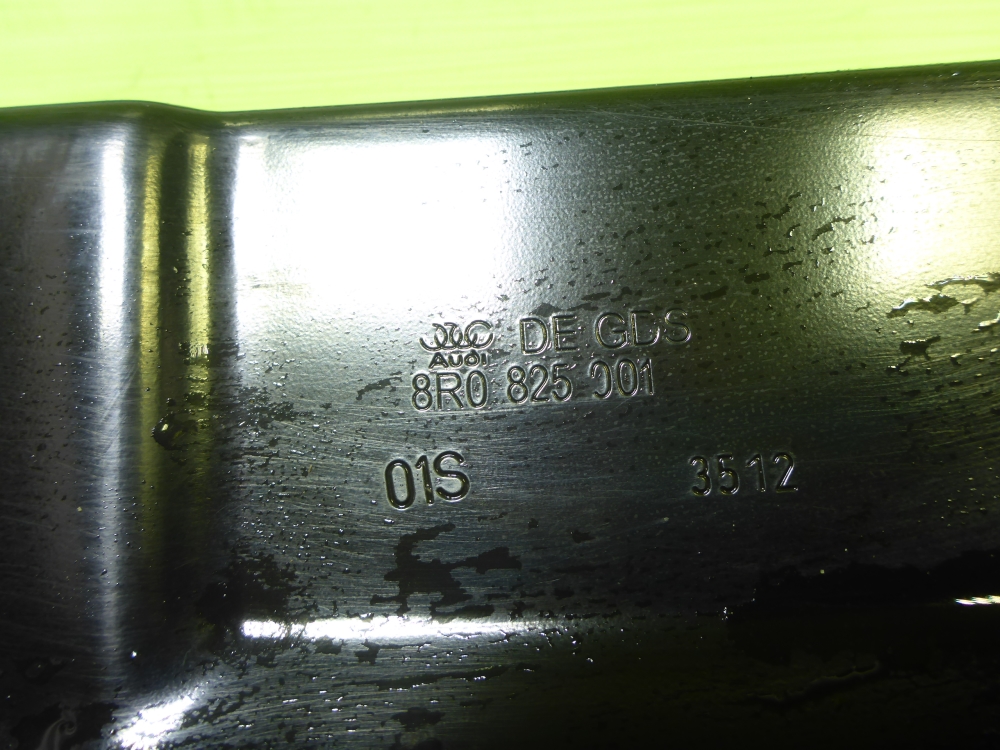 DE GDS
AUDI
8R0 825 001
01S
3512